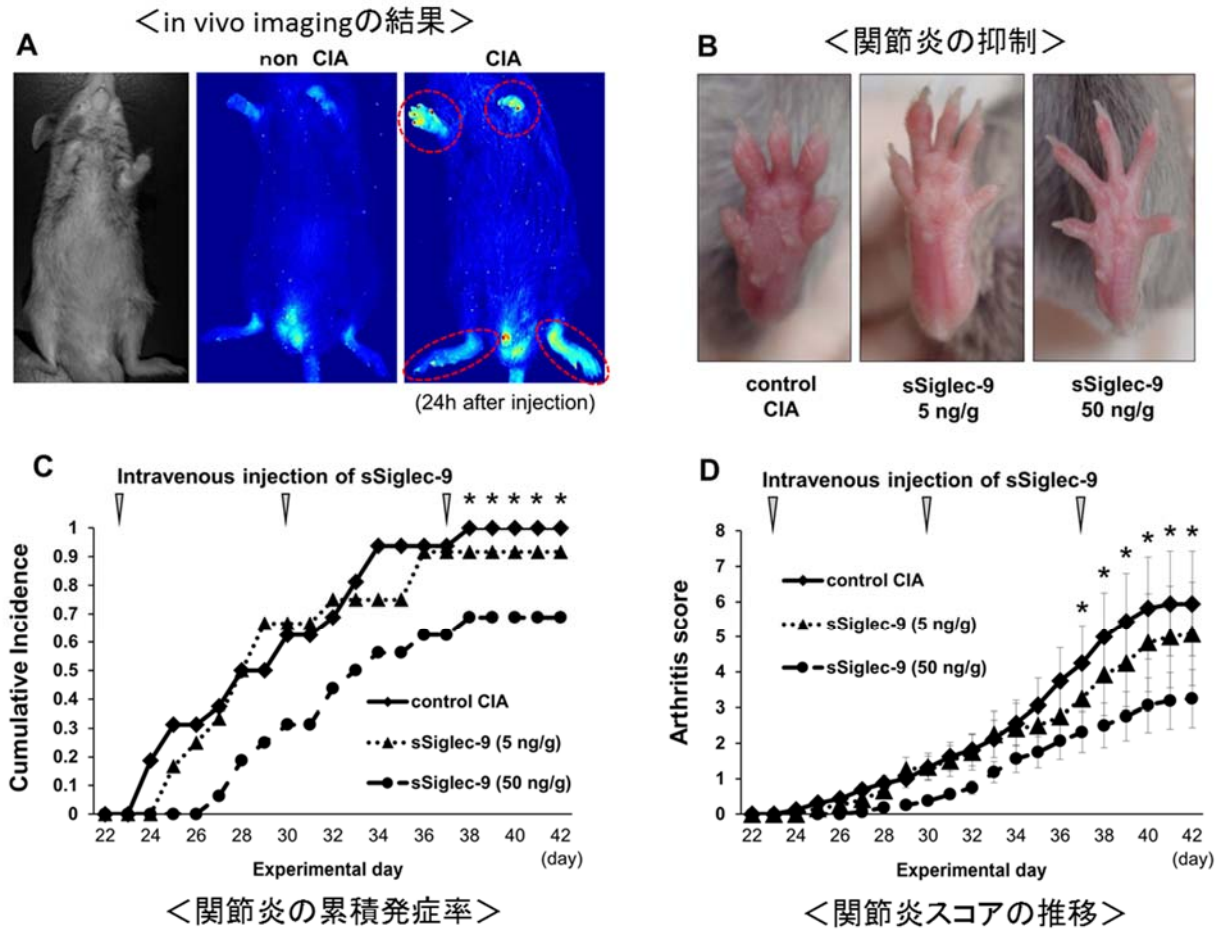 ＜in vivo imagingの結果＞
A
non CIA
CIA
(24h after injection)
B
＜関節炎の抑制＞
control
CIA
sSiglec-9
5 ng/g
sSiglec-9
50 ng/g
C
Intravenous injection of sSiglec-9
* * * * *
Cumulative Incidence
1
0.9
0.8
0.7
0.6
0.5
0.4
0.3
0.2
0.1
0
control CIA
sSiglec-9 (5 ng/g)
sSiglec-9 (50 ng/g)
22 24 26 28 30 32 34 36 38 40 42
(day)
Experimental day
＜関節炎の累積発症率＞
D
Intravenous injection of sSiglec-9
* * * * * *
Arthritis score
8
7
6
5
4
3
2
1
0
control CIA
sSiglec-9 (5 ng/g)
sSiglec-9 (50 ng/g)
22 24 26 28 30 32 34 36 38 40 42
(day)
Experimental day
＜関節炎スコアの推移＞